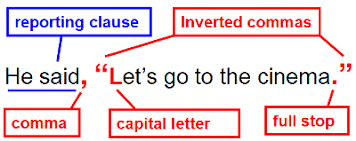 reporting clause Inverted commas
He said, “Let’s go to the cinema.”
comma capital letter full stop